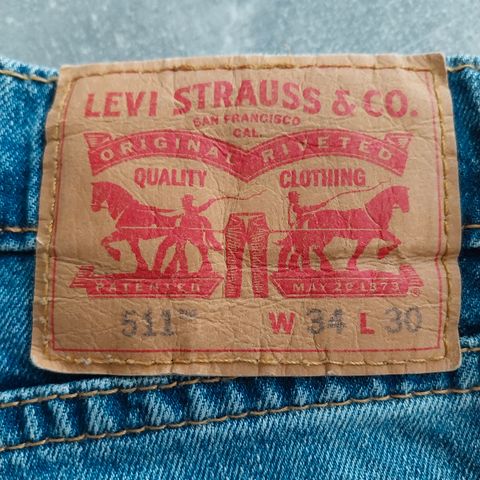 LEVI STRAUSS & CO.
SAN FRANCISCO
CAL.
ORIGINAL RIVETED
QUALITY CLOTHING
PATENTED MAY 20 1873
511™ W 34 L 30